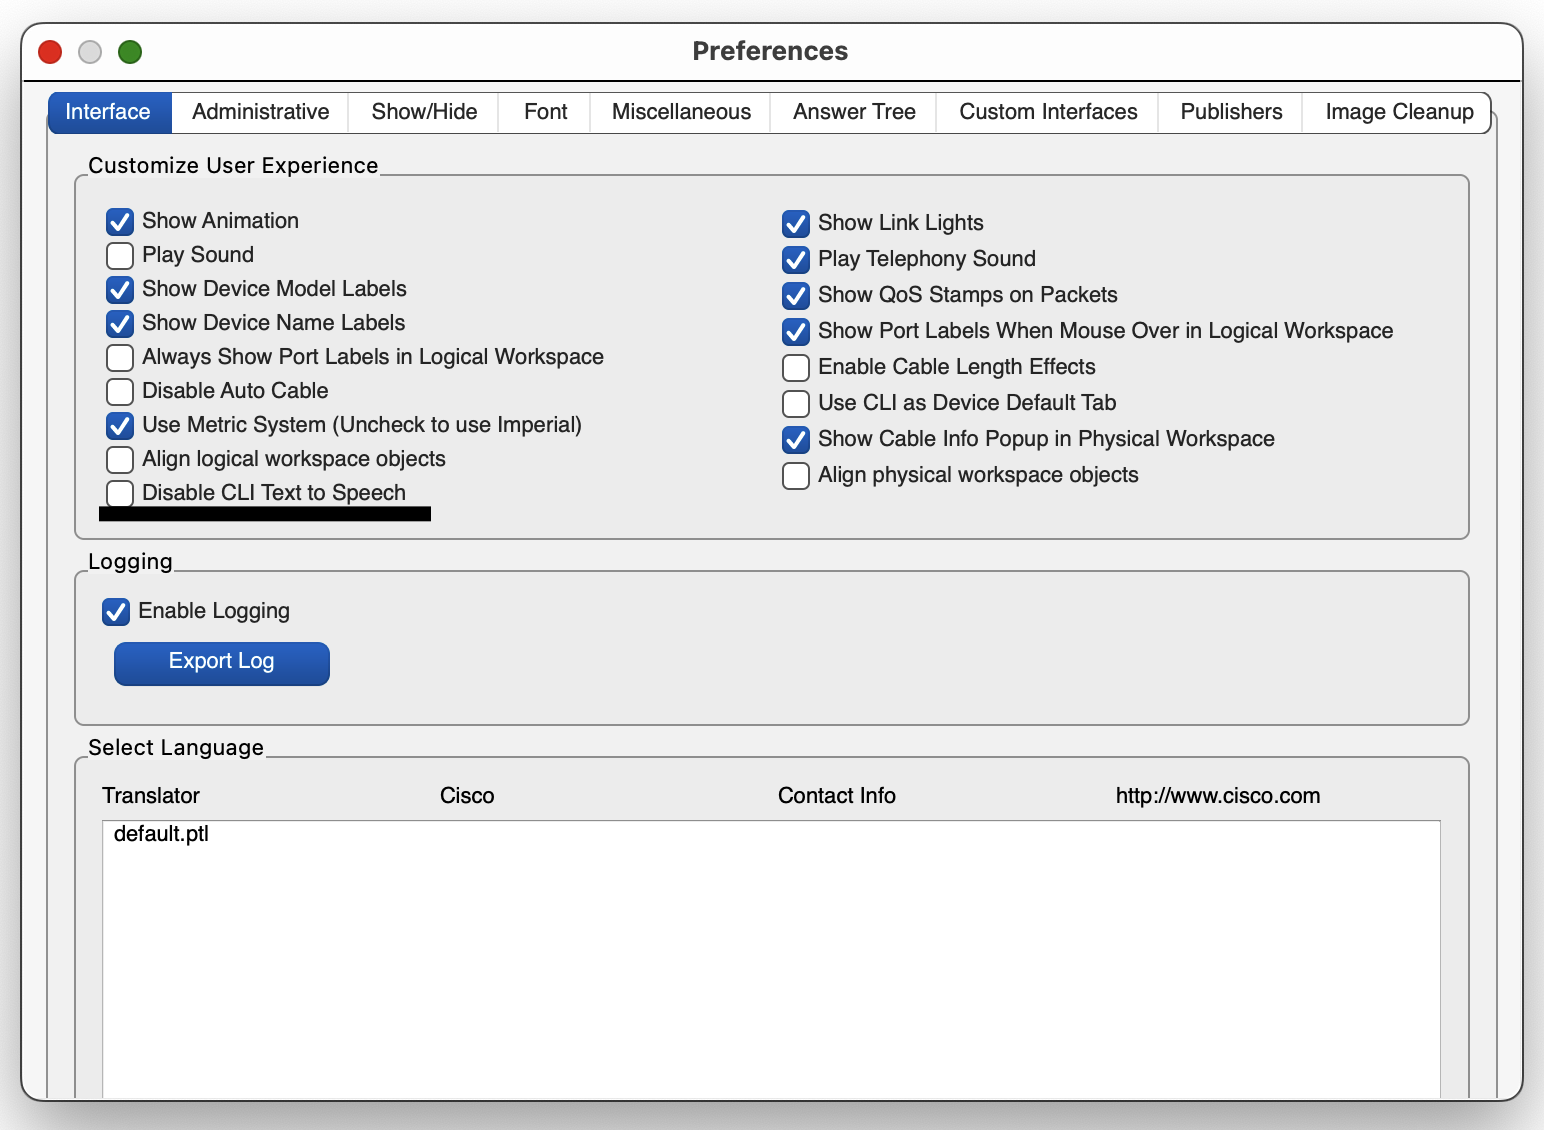 Preferences
Interface Administrative Show/Hide Font Miscellaneous Answer Tree Custom Interfaces Publishers Image Cleanup
Customize User Experience
Show Animation
Play Sound
Show Device Model Labels
Show Device Name Labels
Always Show Port Labels in Logical Workspace
Disable Auto Cable
Use Metric System (Uncheck to use Imperial)
Align logical workspace objects
Disable CLI Text to Speech
Show Link Lights
Play Telephony Sound
Show QoS Stamps on Packets
Show Port Labels When Mouse Over in Logical Workspace
Enable Cable Length Effects
Use CLI as Device Default Tab
Show Cable Info Popup in Physical Workspace
Align physical workspace objects
Logging
Enable Logging
Export Log
Select Language
Translator Cisco Contact Info http://www.cisco.com
default.ptl